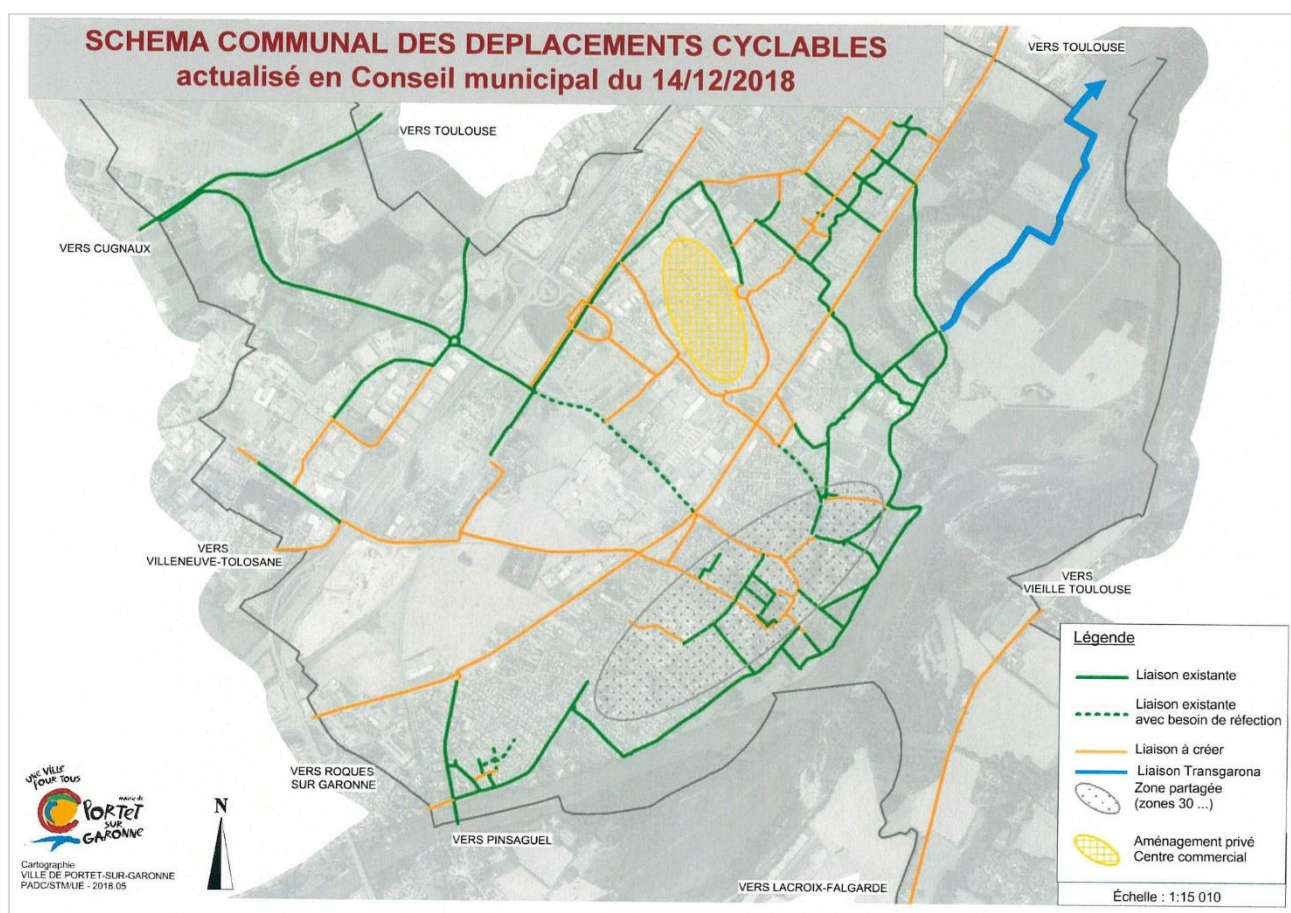 SCHEMA COMMUNAL DES DEPLACEMENTS CYCLABLES
actualisé en Conseil municipal du 14/12/2018
VERS TOULOUSE
VERS TOULOUSE
VERS CUGNAUX
VERS
VILLENEUVE-TOLOSANE
VERS
VIEILLE TOULOUSE
VERS ROQUES
SUR GARONNE
VERS PINSAGUEL
VERS LACROIX-FALGARDE
Légende
Liaison existante
Liaison existante
avec besoin de réfection
Liaison à créer
Liaison Transgarona
Zone partagée
(zones 30 ...)
Aménagement privé
Centre commercial
Échelle : 1:15 010
UNE VILLE
POUR TOUS
mairie de
PORTET
SUR
GARONNE
N
Cartographie
VILLE DE PORTET-SUR-GARONNE
PADC/STM/UE - 2018.05